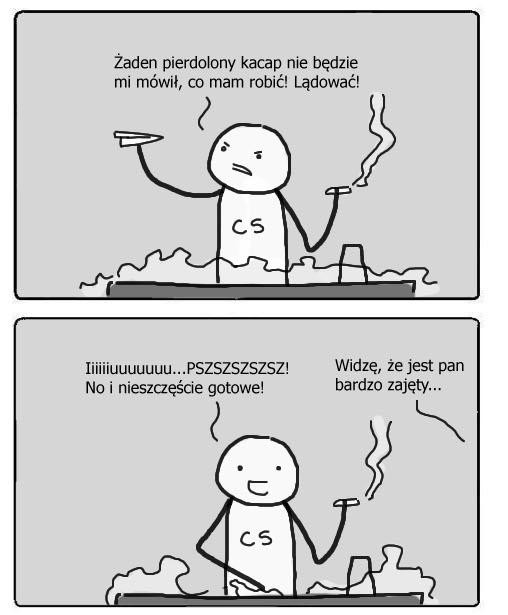 Żaden pierdolony kacap nie będzie
mi mówił, co mam robić! Lądować!
CS
Iiiiiiuuuuuuu...PSZSZSZSZSZ!
No i nieszczęście gotowe!
Widzę, że jest pan
bardzo zajęty...
CS